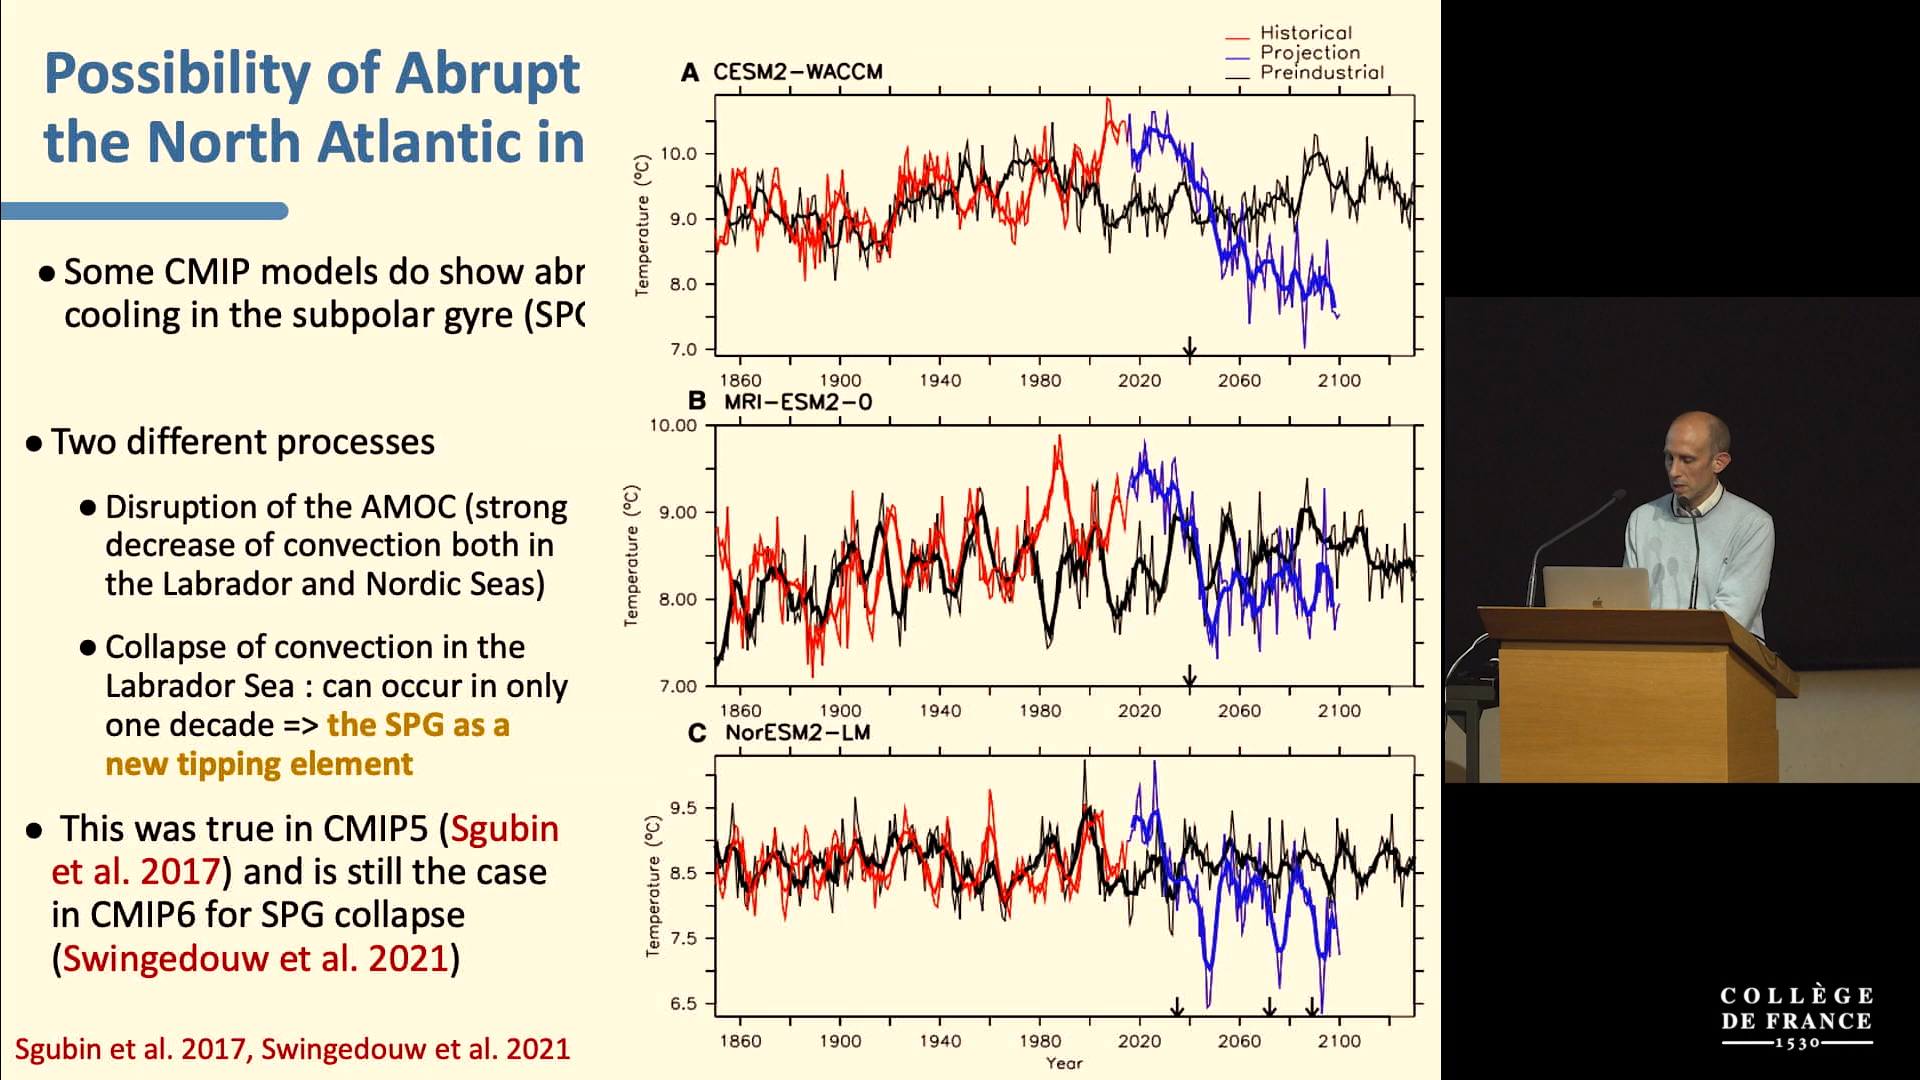 Possibility of Abrupt
the North Atlantic in
● Some CMIP models do show abr
cooling in the subpolar gyre (SPG
● Two different processes
● Disruption of the AMOC (strong
decrease of convection both in
the Labrador and Nordic Seas)
● Collapse of convection in the
Labrador Sea : can occur in only
one decade => the SPG as a
new tipping element
● This was true in CMIP5 (Sgubin
et al. 2017) and is still the case
in CMIP6 for SPG collapse
(Swingedouw et al. 2021)
Sgubin et al. 2017, Swingedouw et al. 2021
Historical
Projection
Preindustrial
A CESM2-WACCM
Temperature (ºC)
10.0
9.0
8.0
7.0
1860 1900 1940 1980 2020 2060 2100
B MRI-ESM2-0
Temperature (ºC)
10.00
9.00
8.00
7.00
1860 1900 1940 1980 2020 2060 2100
C NorESM2-LM
Temperature (ºC)
9.5
8.5
7.5
6.5
1860 1900 1940 1980 2020 2060 2100
Year
COLLÈGE
DE FRANCE
1530